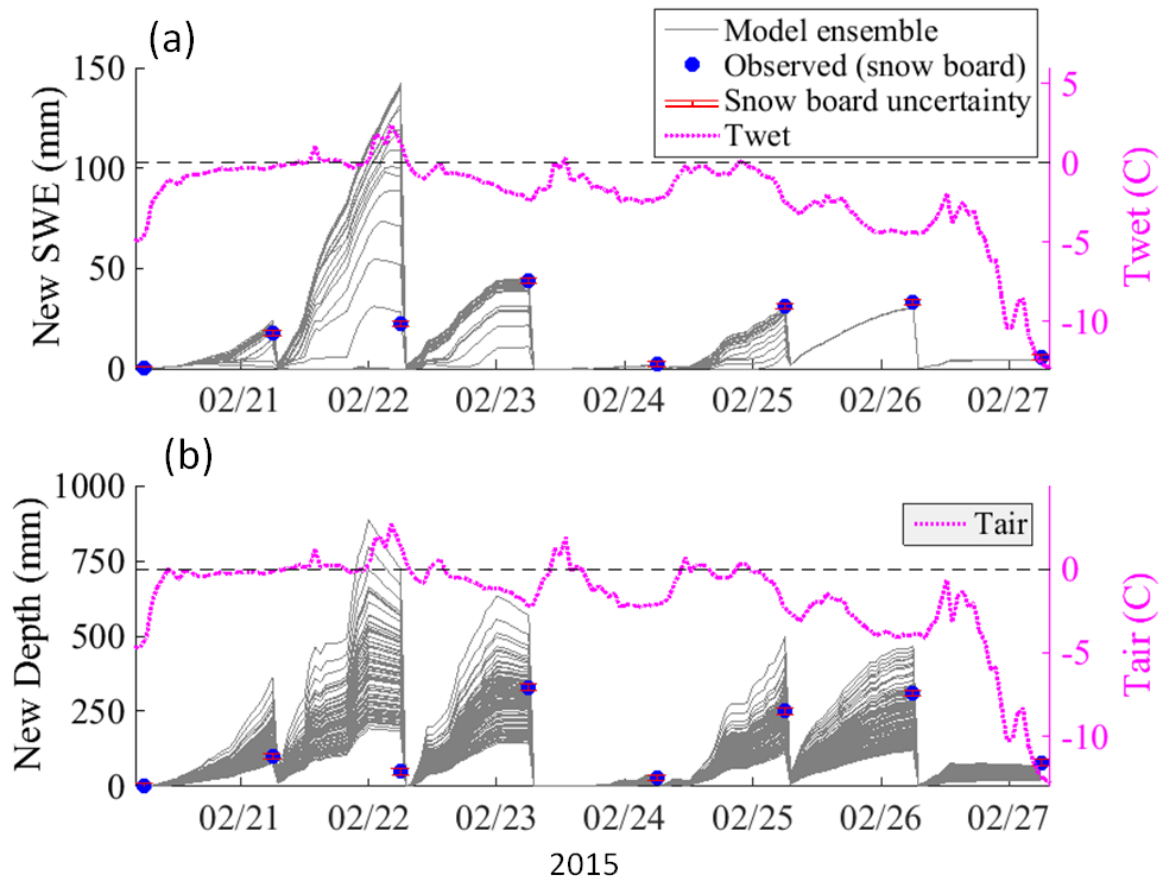 (a)
Model ensemble
Observed (snow board)
Snow board uncertainty
Twet
New SWE (mm)
150
100
50
0
5
0
-5
-10
Twet (C)
02/21 02/22 02/23 02/24 02/25 02/26 02/27
(b)
Tair
New Depth (mm)
1000
750
500
250
0
0
-5
-10
Tair (C)
02/21 02/22 02/23 02/24 02/25 02/26 02/27
2015